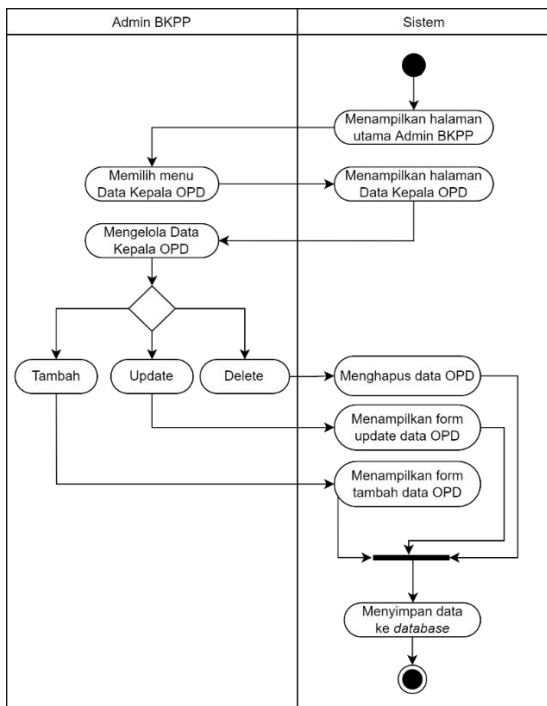 Admin BKPP
Sistem
Menampilkan halaman
utama Admin BKPP
Memilih menu
Data Kepala OPD
Menampilkan halaman
Data Kepala OPD
Mengelola Data
Kepala OPD
Tambah
Update
Delete
Menghapus data OPD
Menampilkan form
update data OPD
Menampilkan form
tambah data OPD
Menyimpan data
ke database